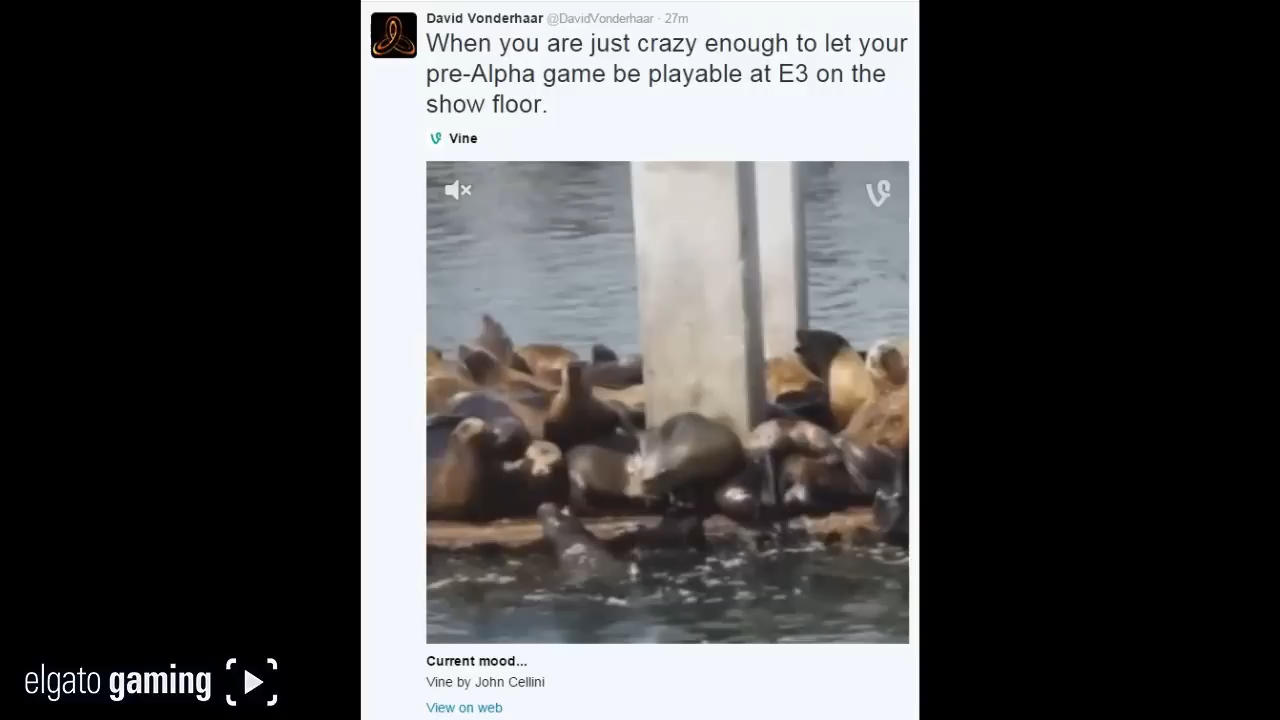 David Vonderhaar @DavidVonderhaar · 27m
When you are just crazy enough to let your
pre-Alpha game be playable at E3 on the
show floor.
Vine
Current mood...
Vine by John Cellini
View on web
elgato gaming